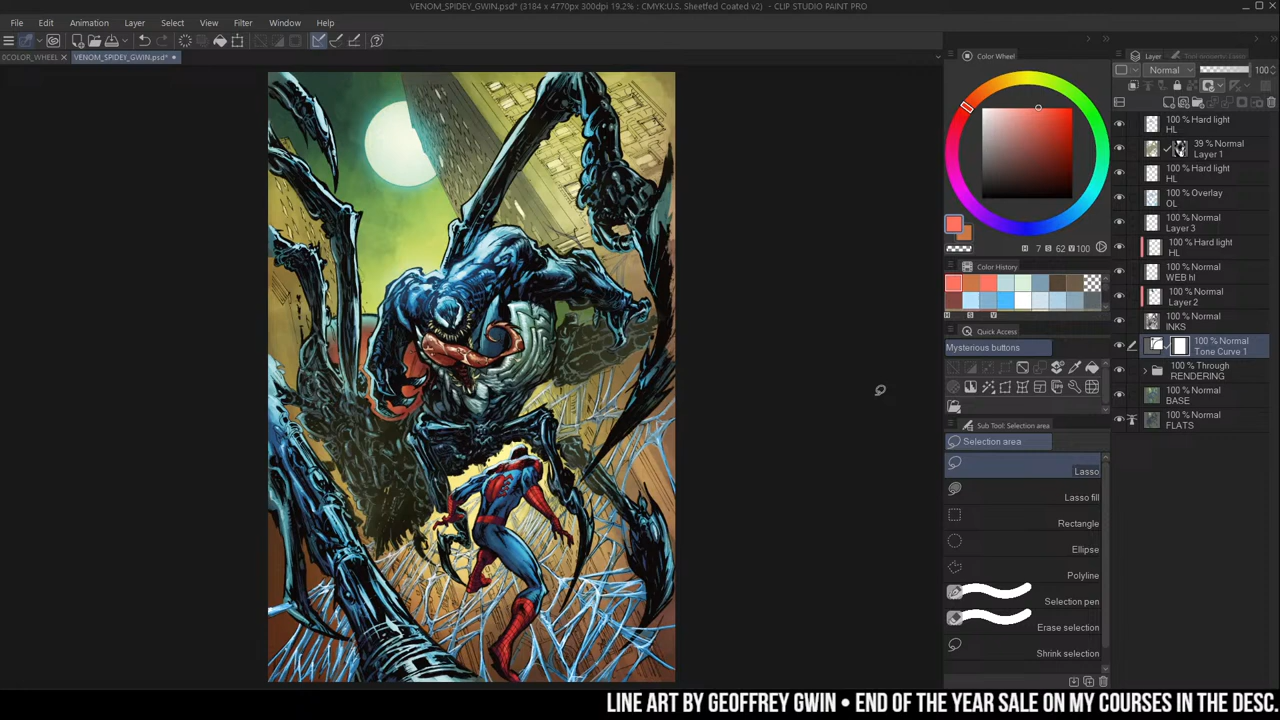 VENOM_SPIDEY_GWIN.psd* (3184 x 4770px 300dpi 19.2% : CMYK:U.S. Sheetfed Coated v2) - CLIP STUDIO PAINT PRO
File Edit Animation Layer Select View Filter Window Help
0COLOR_WHEEL VENOM_SPIDEY_GWIN.psd*
Color Wheel
H 7 S 62 V 100
Color History
H S V
Quick Access
Mysterious buttons
Sub Tool: Selection area
Selection area
Lasso
Lasso fill
Rectangle
Ellipse
Polyline
Selection pen
Erase selection
Shrink selection
Layer
Normal 100
100 % Hard light
HL
39 % Normal
Layer 1
100 % Hard light
HL
100 % Overlay
OL
100 % Normal
Layer 3
100 % Hard light
HL
100 % Normal
WEB hl
100 % Normal
Layer 2
100 % Normal
INKS
100 % Normal
Tone Curve 1
100 % Through
RENDERING
100 % Normal
BASE
100 % Normal
FLATS
LINE ART BY GEOFFREY GWIN • END OF THE YEAR SALE ON MY COURSES IN THE DESC.